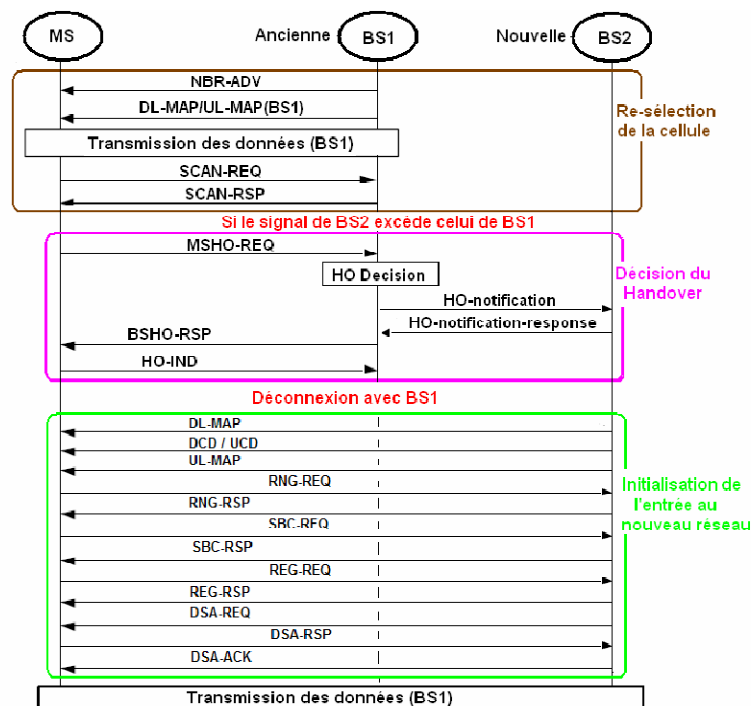 MS Ancienne BS1 Nouvelle BS2
NBR-ADV
DL-MAP/UL-MAP(BS1)
Re-sélection
de la cellule
Transmission des données (BS1)
SCAN-REQ
SCAN-RSP
Si le signal de BS2 excède celui de BS1
MSHO-REQ
HO Decision
Décision du
Handover
HO-notification
HO-notification-response
BSHO-RSP
HO-IND
Déconnexion avec BS1
DL-MAP
DCD / UCD
UL-MAP
RNG-REQ
Initialisation de
l'entrée au
nouveau réseau
RNG-RSP
SBC-REQ
SBC-RSP
REG-REQ
REG-RSP
DSA-REQ
DSA-RSP
DSA-ACK
Transmission des données (BS1)